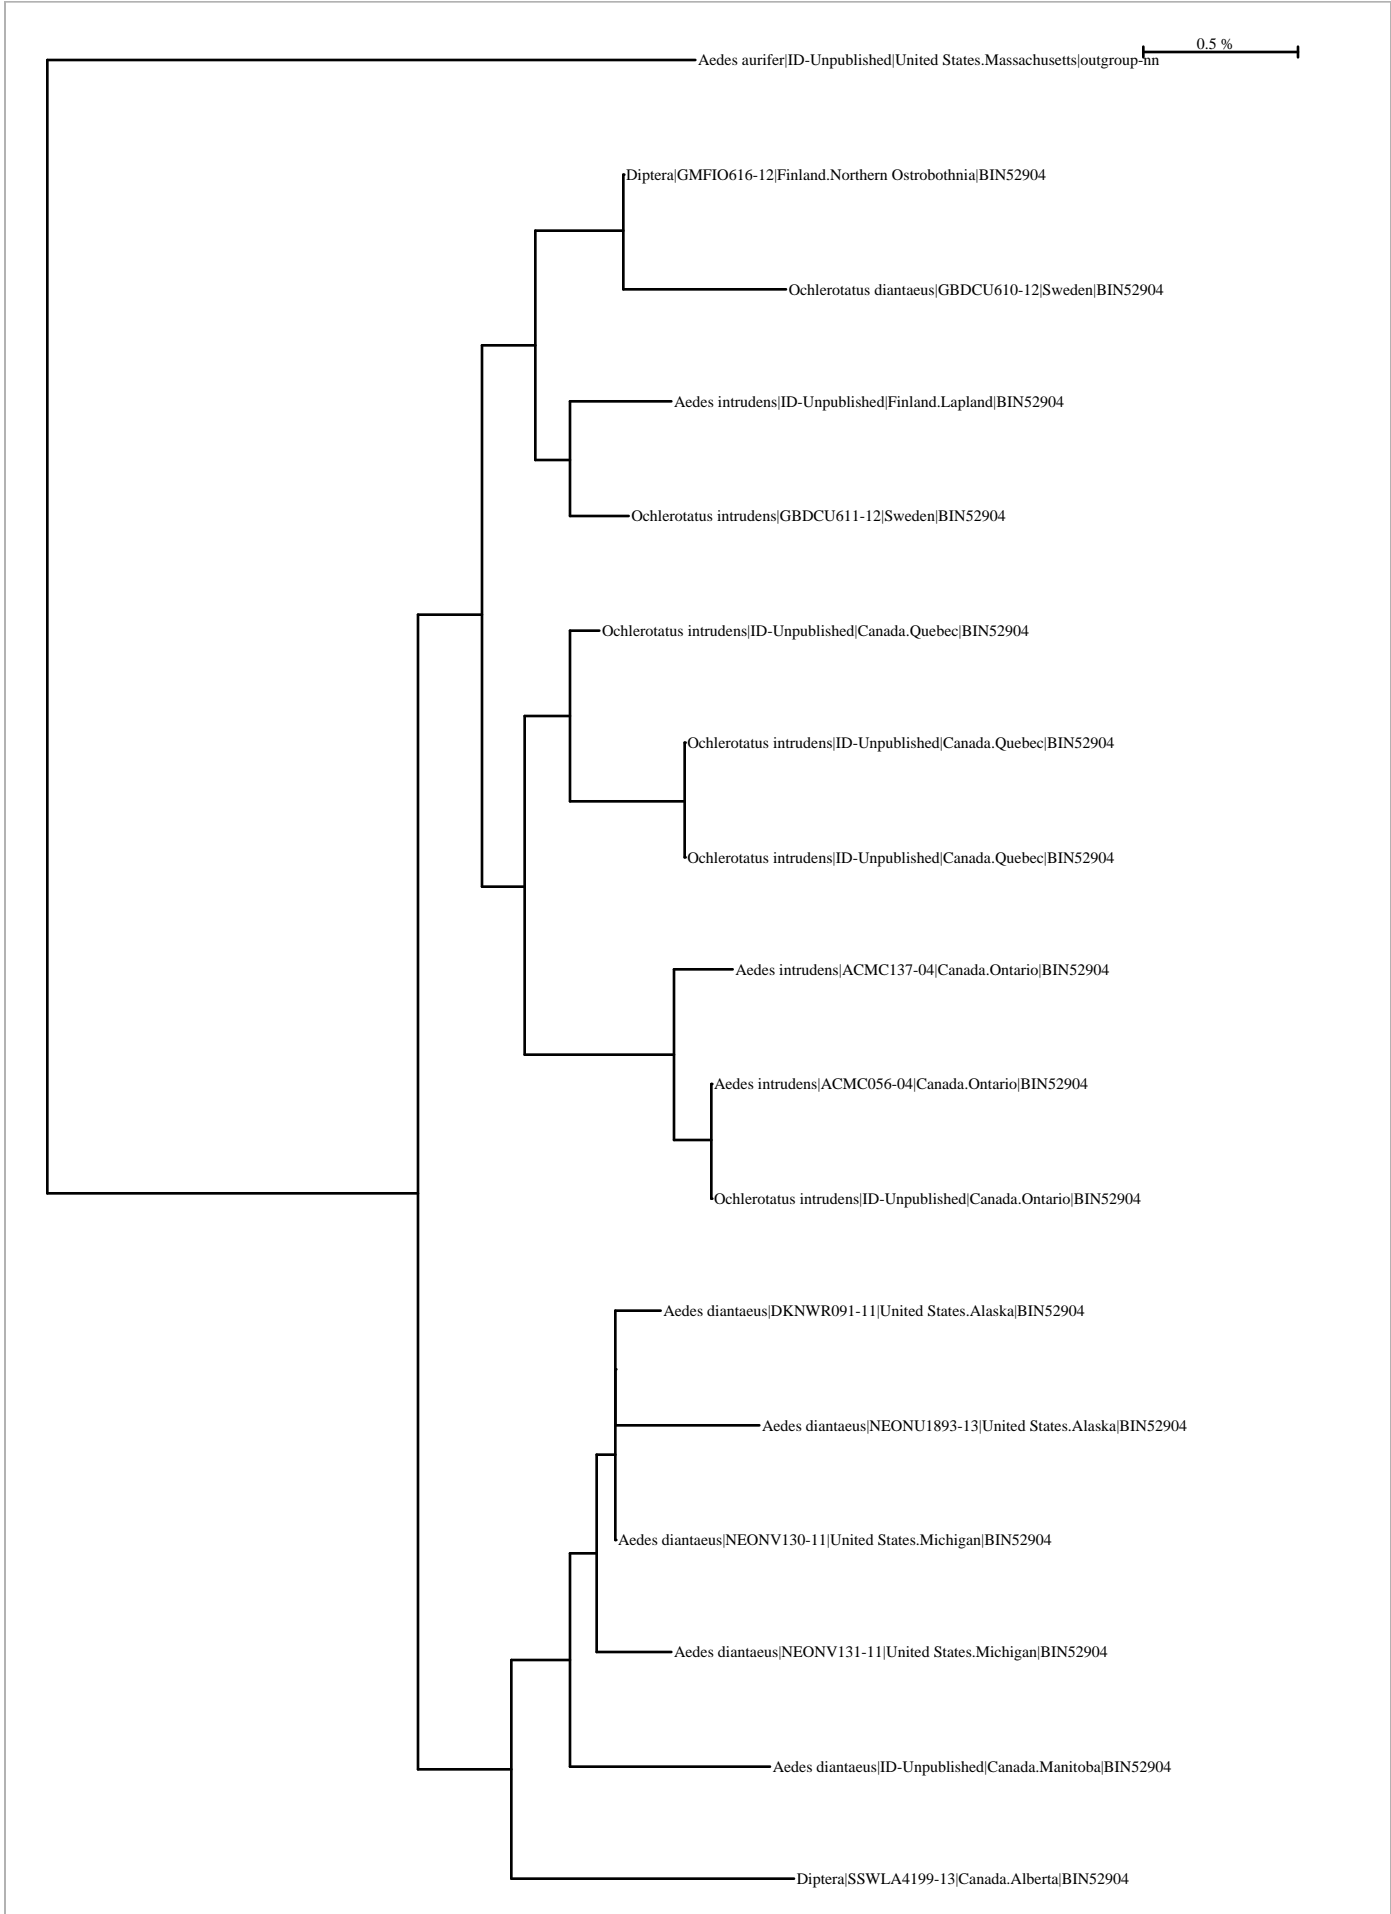 0.5 %
Aedes aurifer|ID-Unpublished|United States.Massachusetts|outgroup-nn
Diptera|GMFIO616-12|Finland.Northern Ostrobothnia|BIN52904
Ochlerotatus diantaeus|GBDCU610-12|Sweden|BIN52904
Aedes intrudens|ID-Unpublished|Finland.Lapland|BIN52904
Ochlerotatus intrudens|GBDCU611-12|Sweden|BIN52904
Ochlerotatus intrudens|ID-Unpublished|Canada.Quebec|BIN52904
Ochlerotatus intrudens|ID-Unpublished|Canada.Quebec|BIN52904
Ochlerotatus intrudens|ID-Unpublished|Canada.Quebec|BIN52904
Aedes intrudens|ACMC137-04|Canada.Ontario|BIN52904
Aedes intrudens|ACMC056-04|Canada.Ontario|BIN52904
Ochlerotatus intrudens|ID-Unpublished|Canada.Ontario|BIN52904
Aedes diantaeus|DKNWR091-11|United States.Alaska|BIN52904
Aedes diantaeus|NEONU1893-13|United States.Alaska|BIN52904
Aedes diantaeus|NEONV130-11|United States.Michigan|BIN52904
Aedes diantaeus|NEONV131-11|United States.Michigan|BIN52904
Aedes diantaeus|ID-Unpublished|Canada.Manitoba|BIN52904
Diptera|SSWLA4199-13|Canada.Alberta|BIN52904